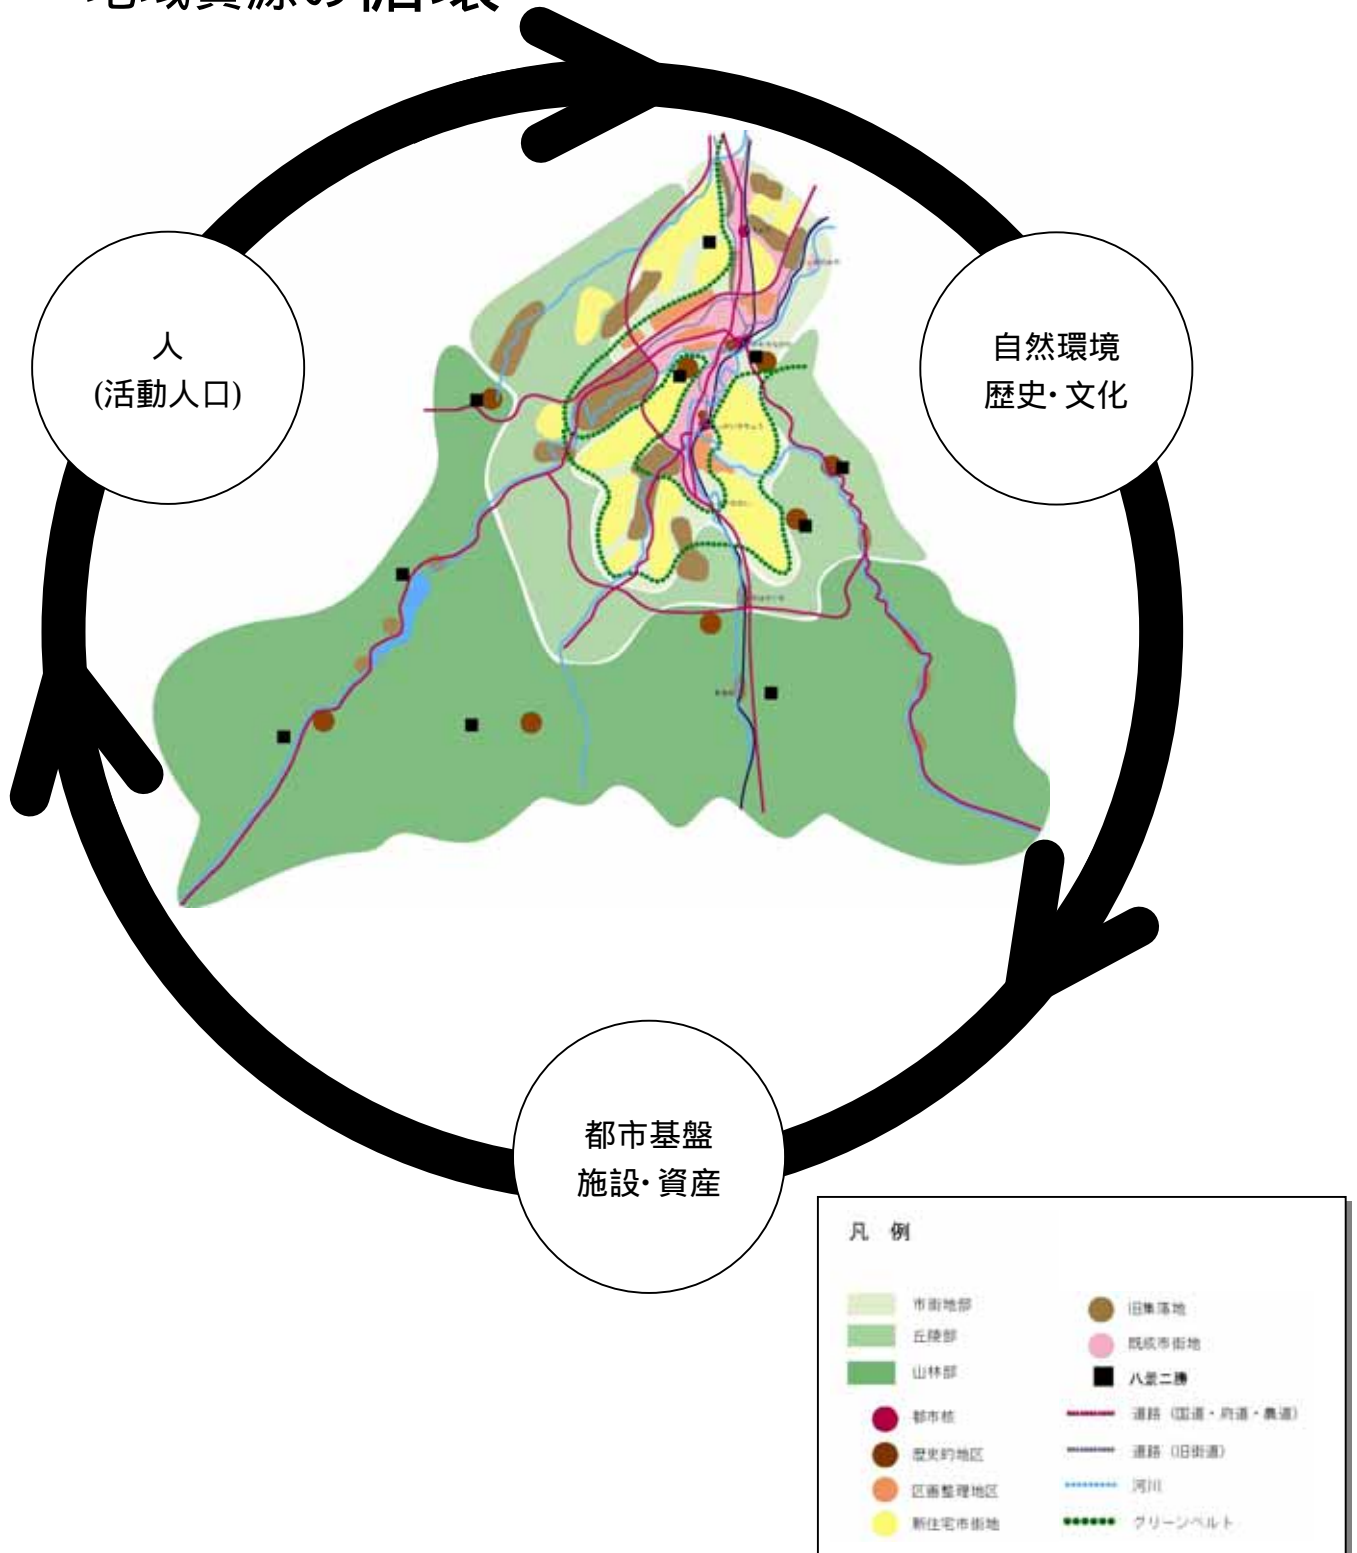 地域資源の循環
人
(活動人口)
自然環境
歴史・文化
都市基盤
施設・資産
凡 例
市街地部
丘陵部
山林部
都市核
歴史的地区
区画整理地区
新住宅市街地
旧集落地
既成市街地
八景二勝
道路（国道・府道・農道）
道路（旧街道）
河川
グリーンベルト